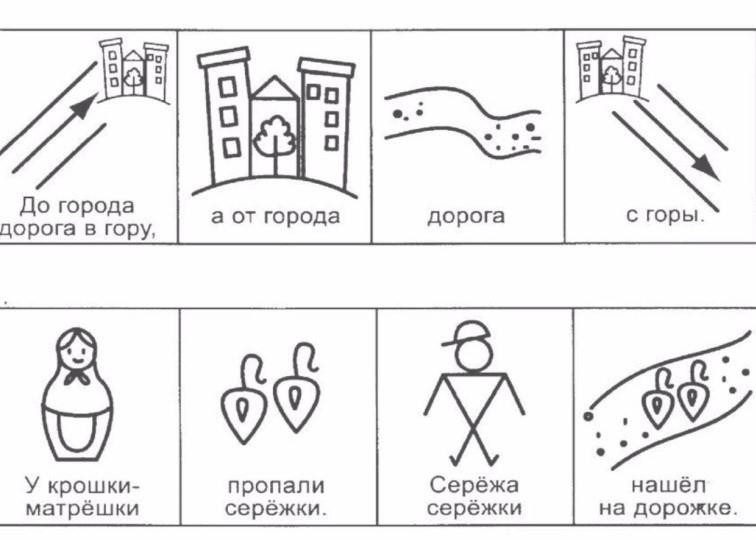 До города
дорога в гору,
а от города
дорога
с горы.
У крошки-
матрёшки
пропали
серёжки.
Серёжа
серёжки
нашёл
на дорожке.